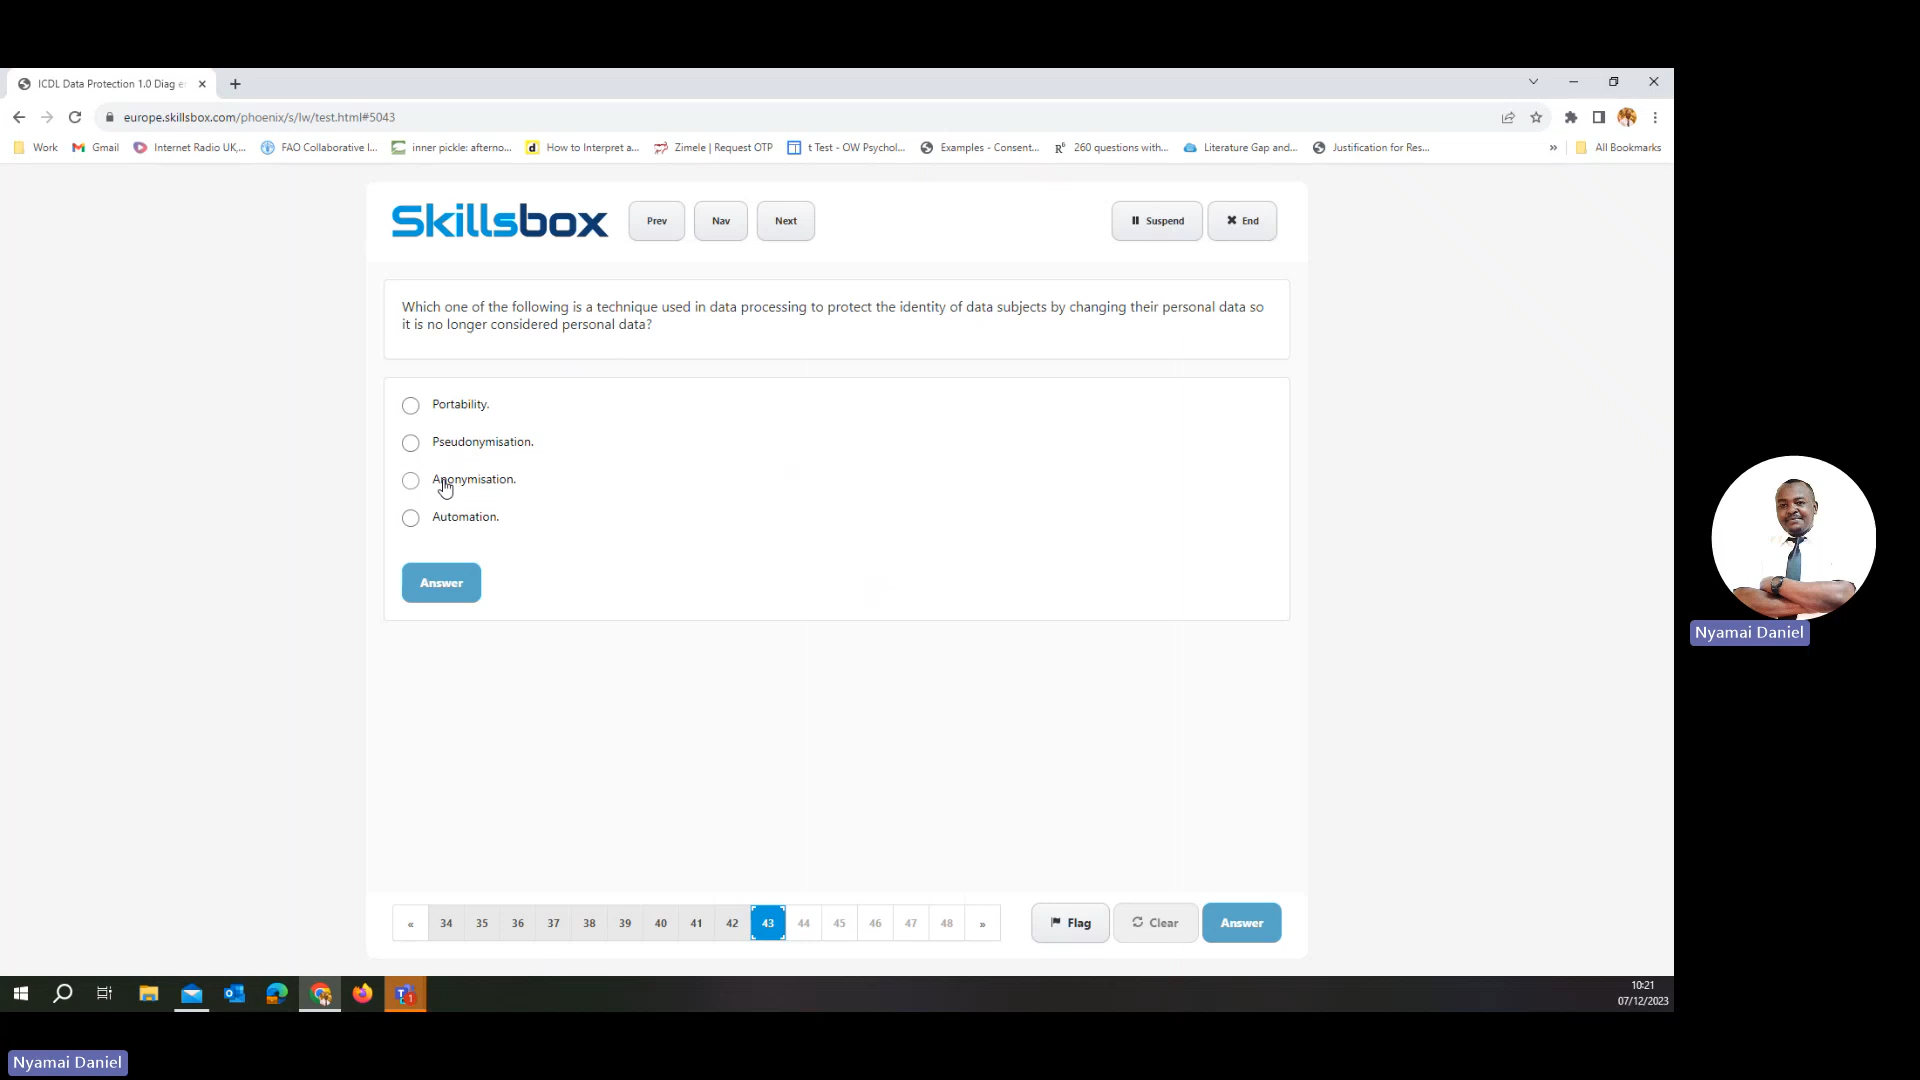 ICDL Data Protection 1.0 Diag e
europe.skillsbox.com/phoenix/s/lw/test.html#5043
Work
Gmail
Internet Radio UK,...
FAO Collaborative I...
inner pickle: afterno...
How to Interpret a...
Zimele | Request OTP
t Test - OW Psychol...
Examples - Consent...
260 questions with...
Literature Gap and...
Justification for Res...
»
All Bookmarks
Skillsbox
Prev
Nav
Next
Suspend
End
Which one of the following is a technique used in data processing to protect the identity of data subjects by changing their personal data so
it is no longer considered personal data?
Portability.
Pseudonymisation.
Anonymisation.
Automation.
Answer
« 34 35 36 37 38 39 40 41 42 43 44 45 46 47 48 »
Flag
Clear
Answer
10:21
07/12/2023
Nyamai Daniel
Nyamai Daniel